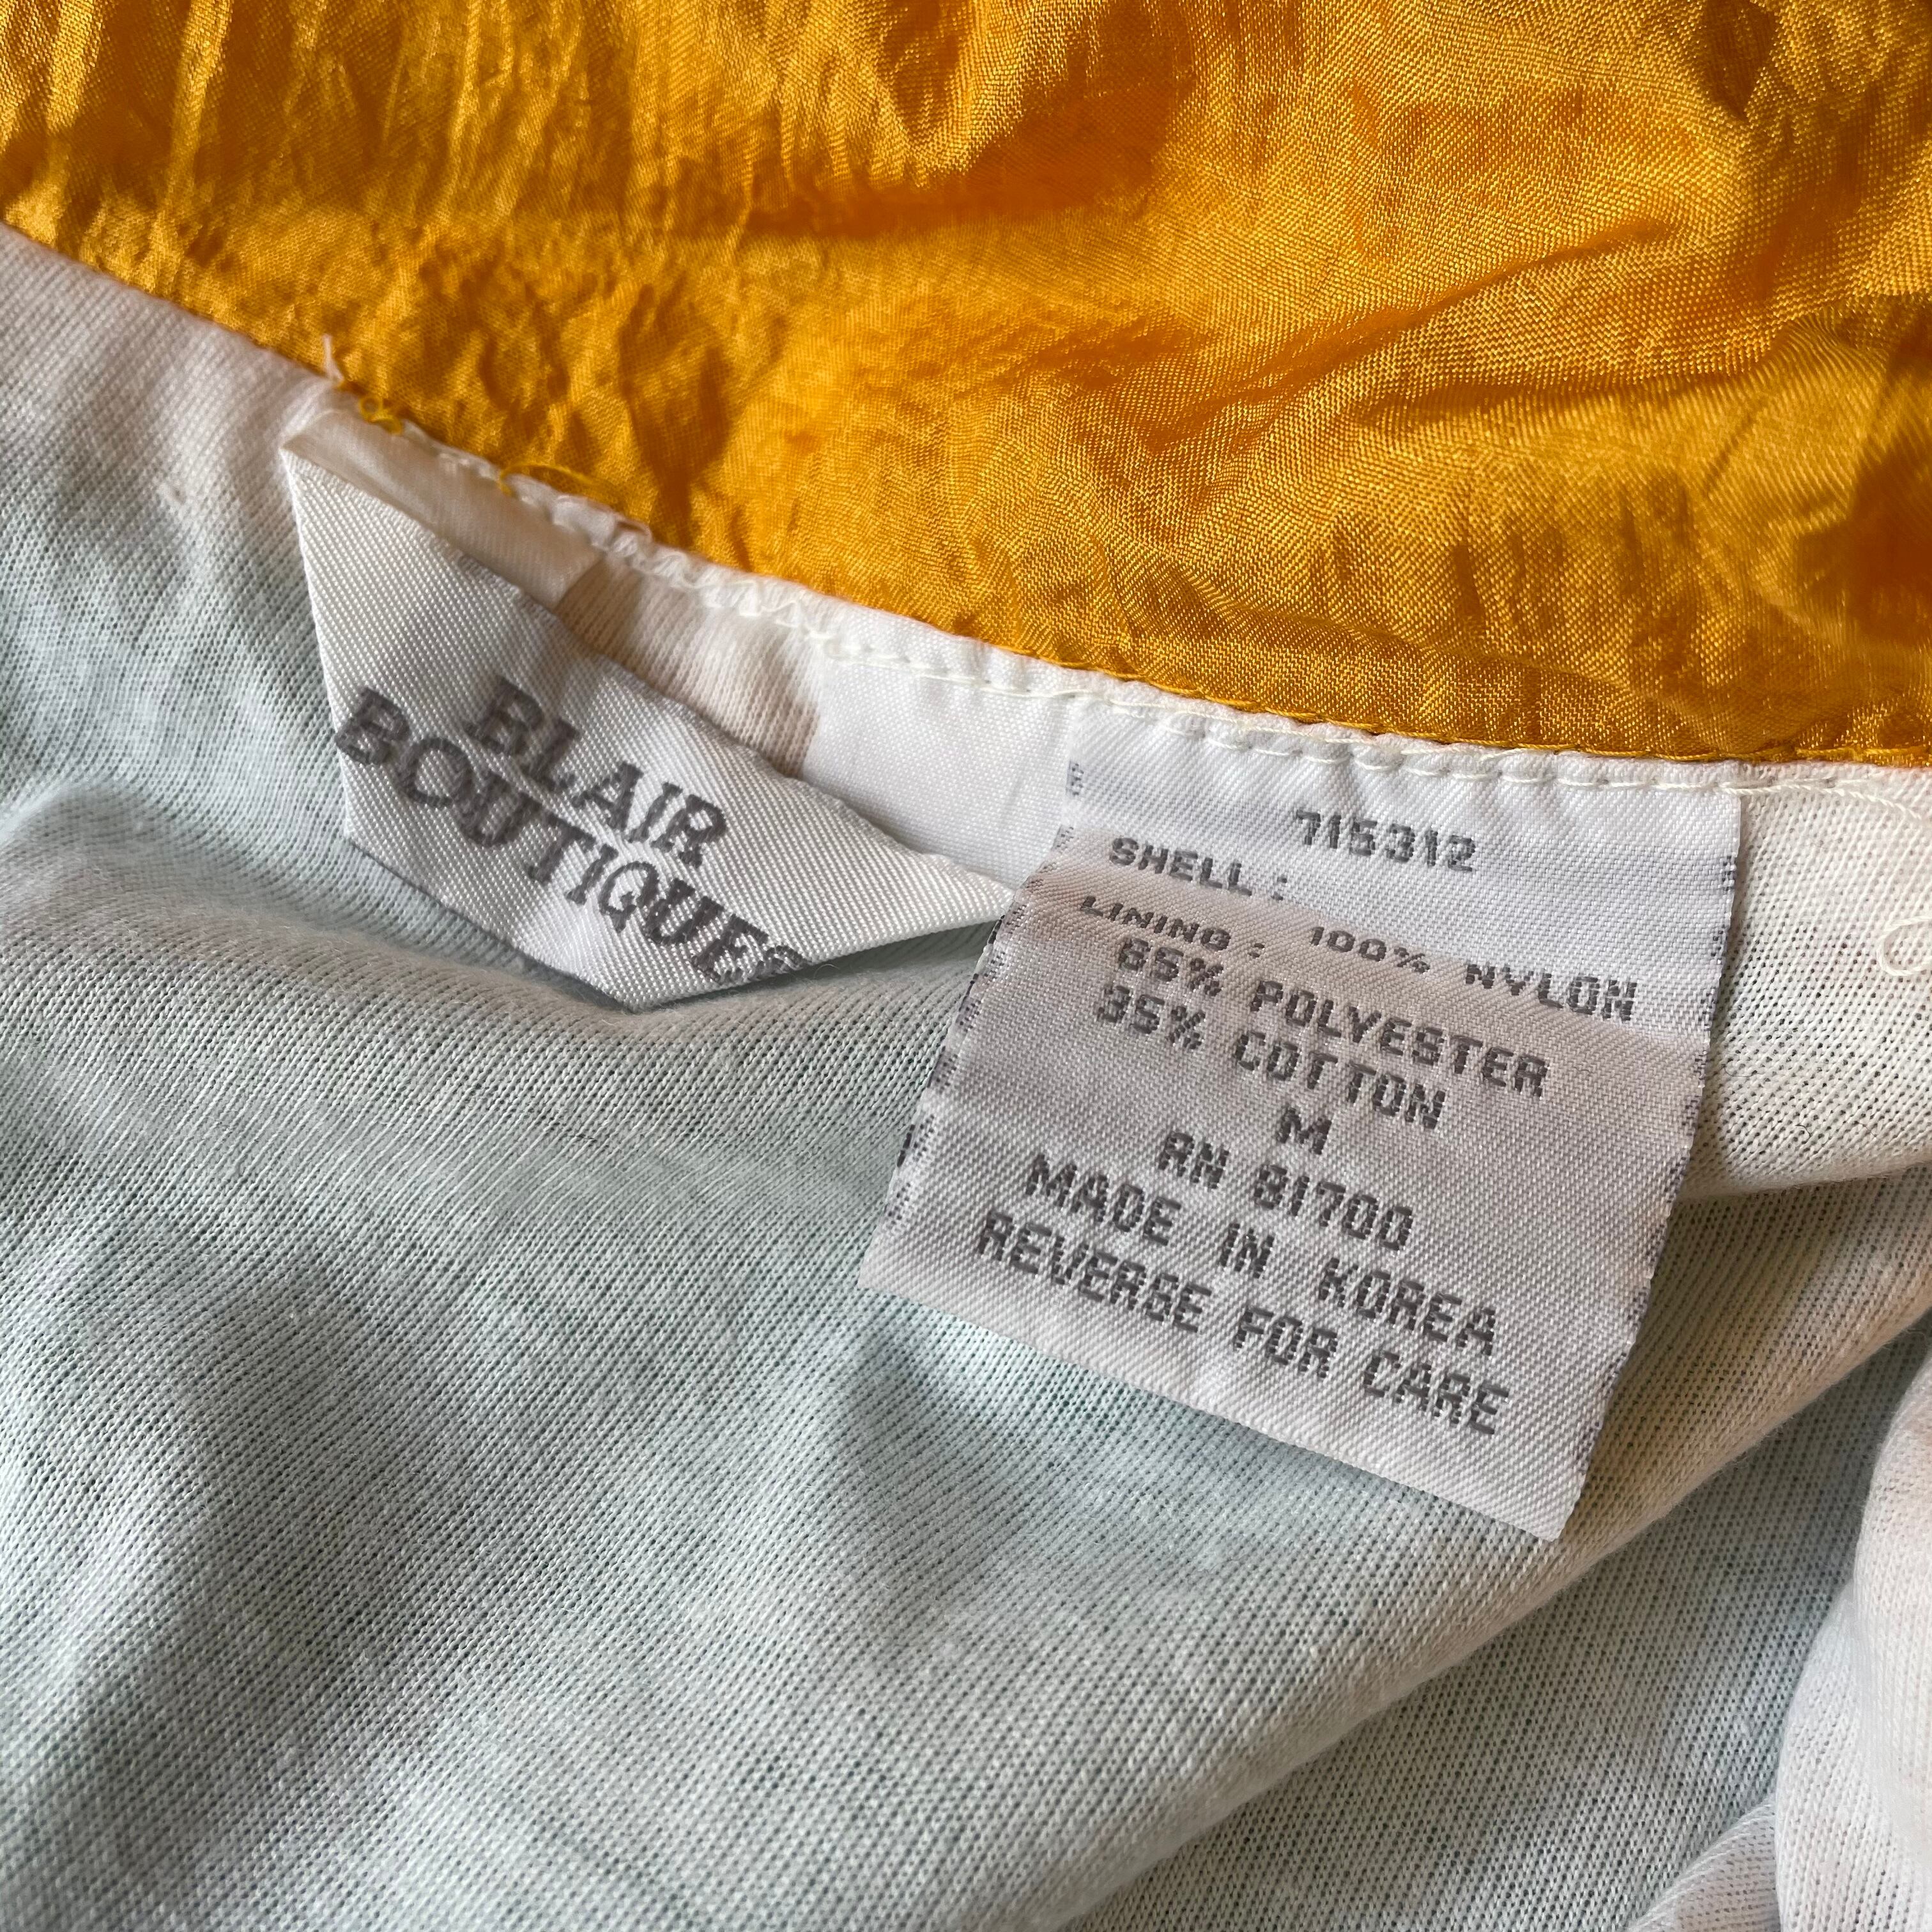 BLAIR
BOUTIQUES
715312
SHELL :
100% NYLON
LINING :
65% POLYESTER
35% COTTON
M
RN 81700
MADE IN KOREA
REVERSE FOR CARE